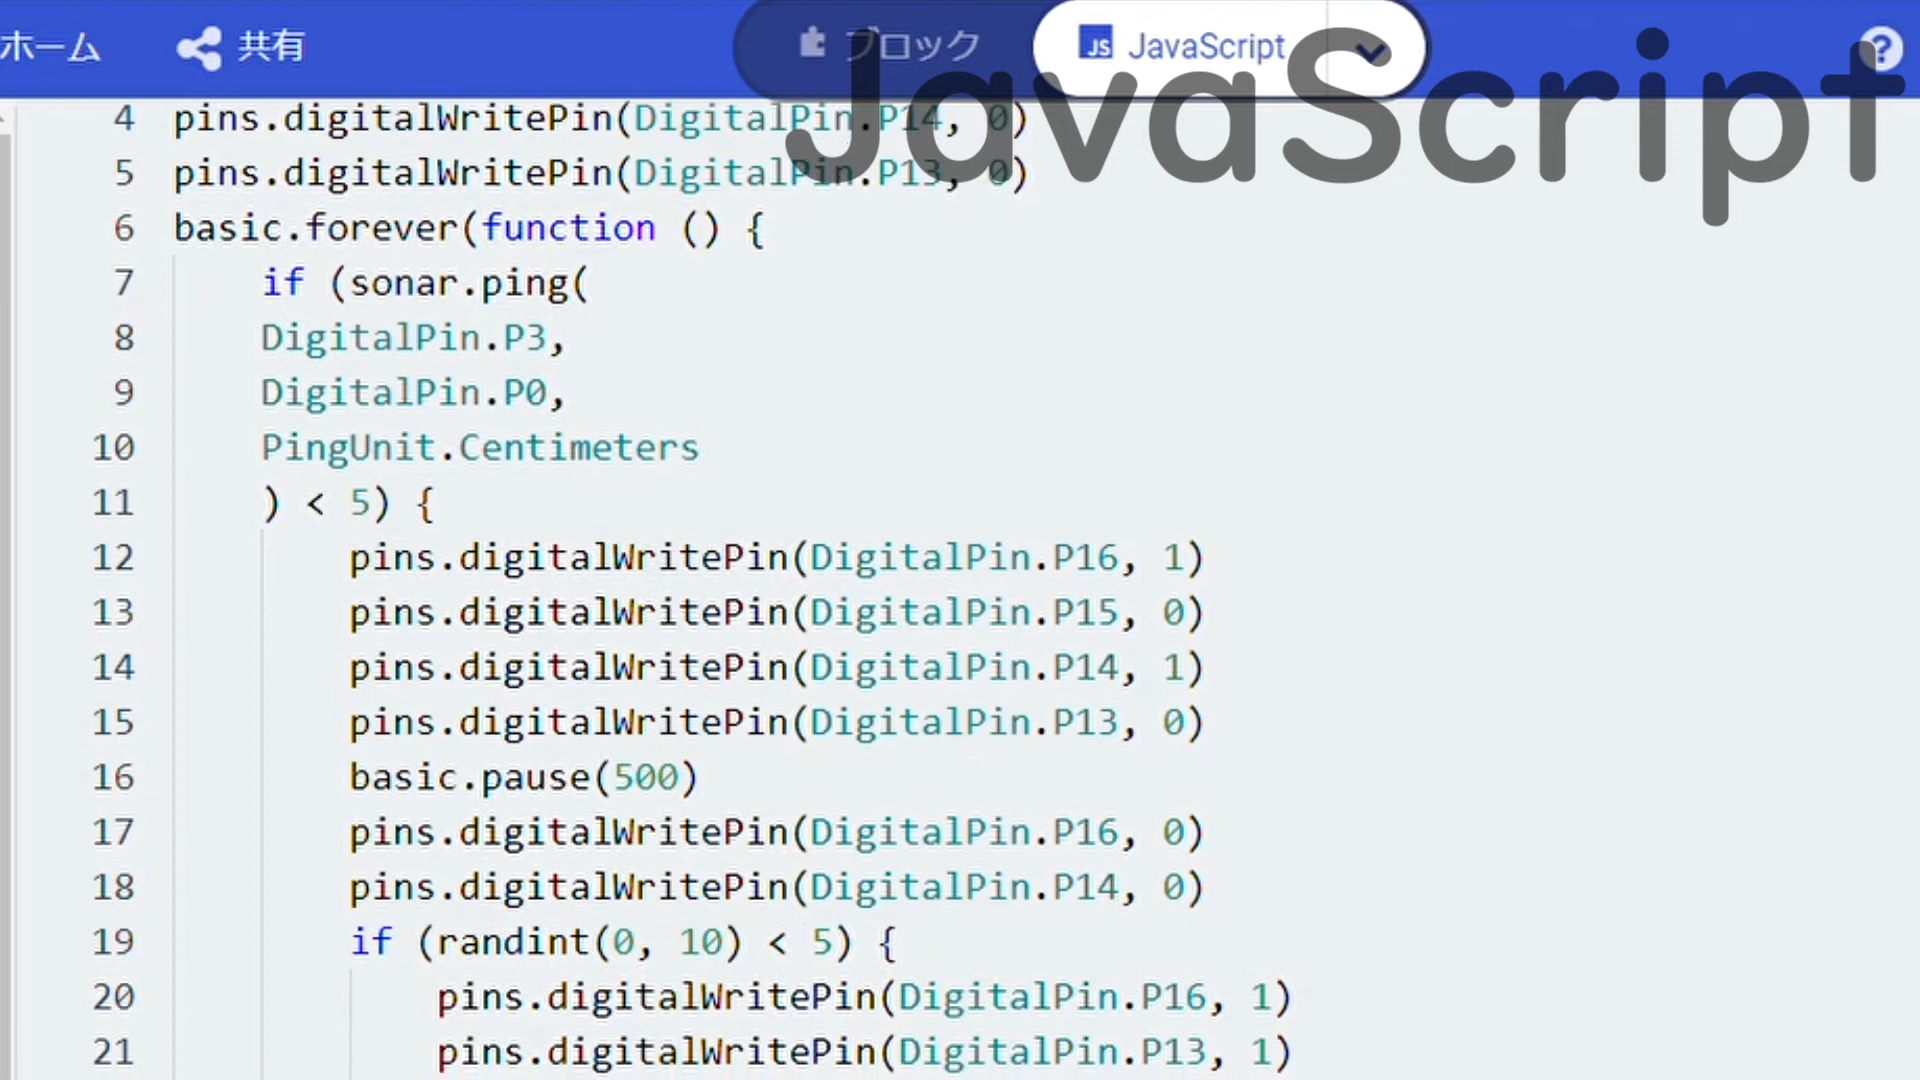 ホーム 共有 ブロック JS JavaScript ?
JavaScript
4 pins.digitalWritePin(DigitalPin.P14, 0)
5 pins.digitalWritePin(DigitalPin.P13, 0)
6 basic.forever(function () {
7 if (sonar.ping(
8 DigitalPin.P3,
9 DigitalPin.P0,
10 PingUnit.Centimeters
11 ) < 5) {
12 pins.digitalWritePin(DigitalPin.P16, 1)
13 pins.digitalWritePin(DigitalPin.P15, 0)
14 pins.digitalWritePin(DigitalPin.P14, 1)
15 pins.digitalWritePin(DigitalPin.P13, 0)
16 basic.pause(500)
17 pins.digitalWritePin(DigitalPin.P16, 0)
18 pins.digitalWritePin(DigitalPin.P14, 0)
19 if (randint(0, 10) < 5) {
20 pins.digitalWritePin(DigitalPin.P16, 1)
21 pins.digitalWritePin(DigitalPin.P13, 1)